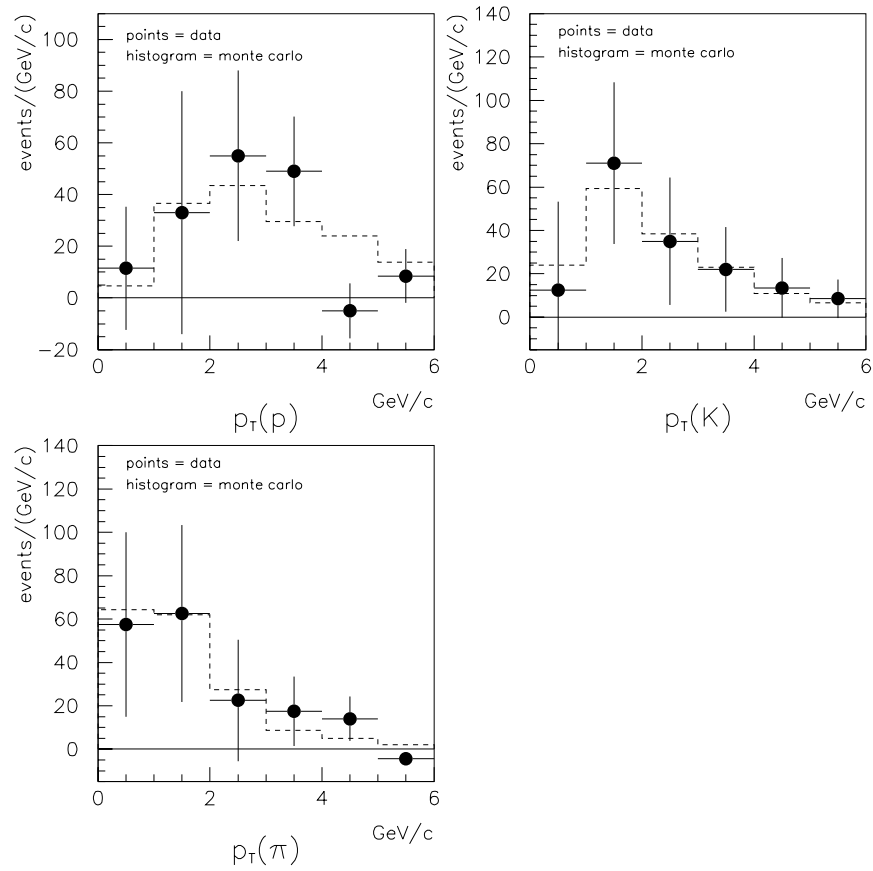 events/(GeV/c)
points = data
histogram = monte carlo
100
80
60
40
20
0
−20
0 2 4 6
GeV/c
p_T(p)
events/(GeV/c)
points = data
histogram = monte carlo
140
120
100
80
60
40
20
0
0 2 4 6
GeV/c
p_T(K)
events/(GeV/c)
points = data
histogram = monte carlo
140
120
100
80
60
40
20
0
0 2 4 6
GeV/c
p_T(π)